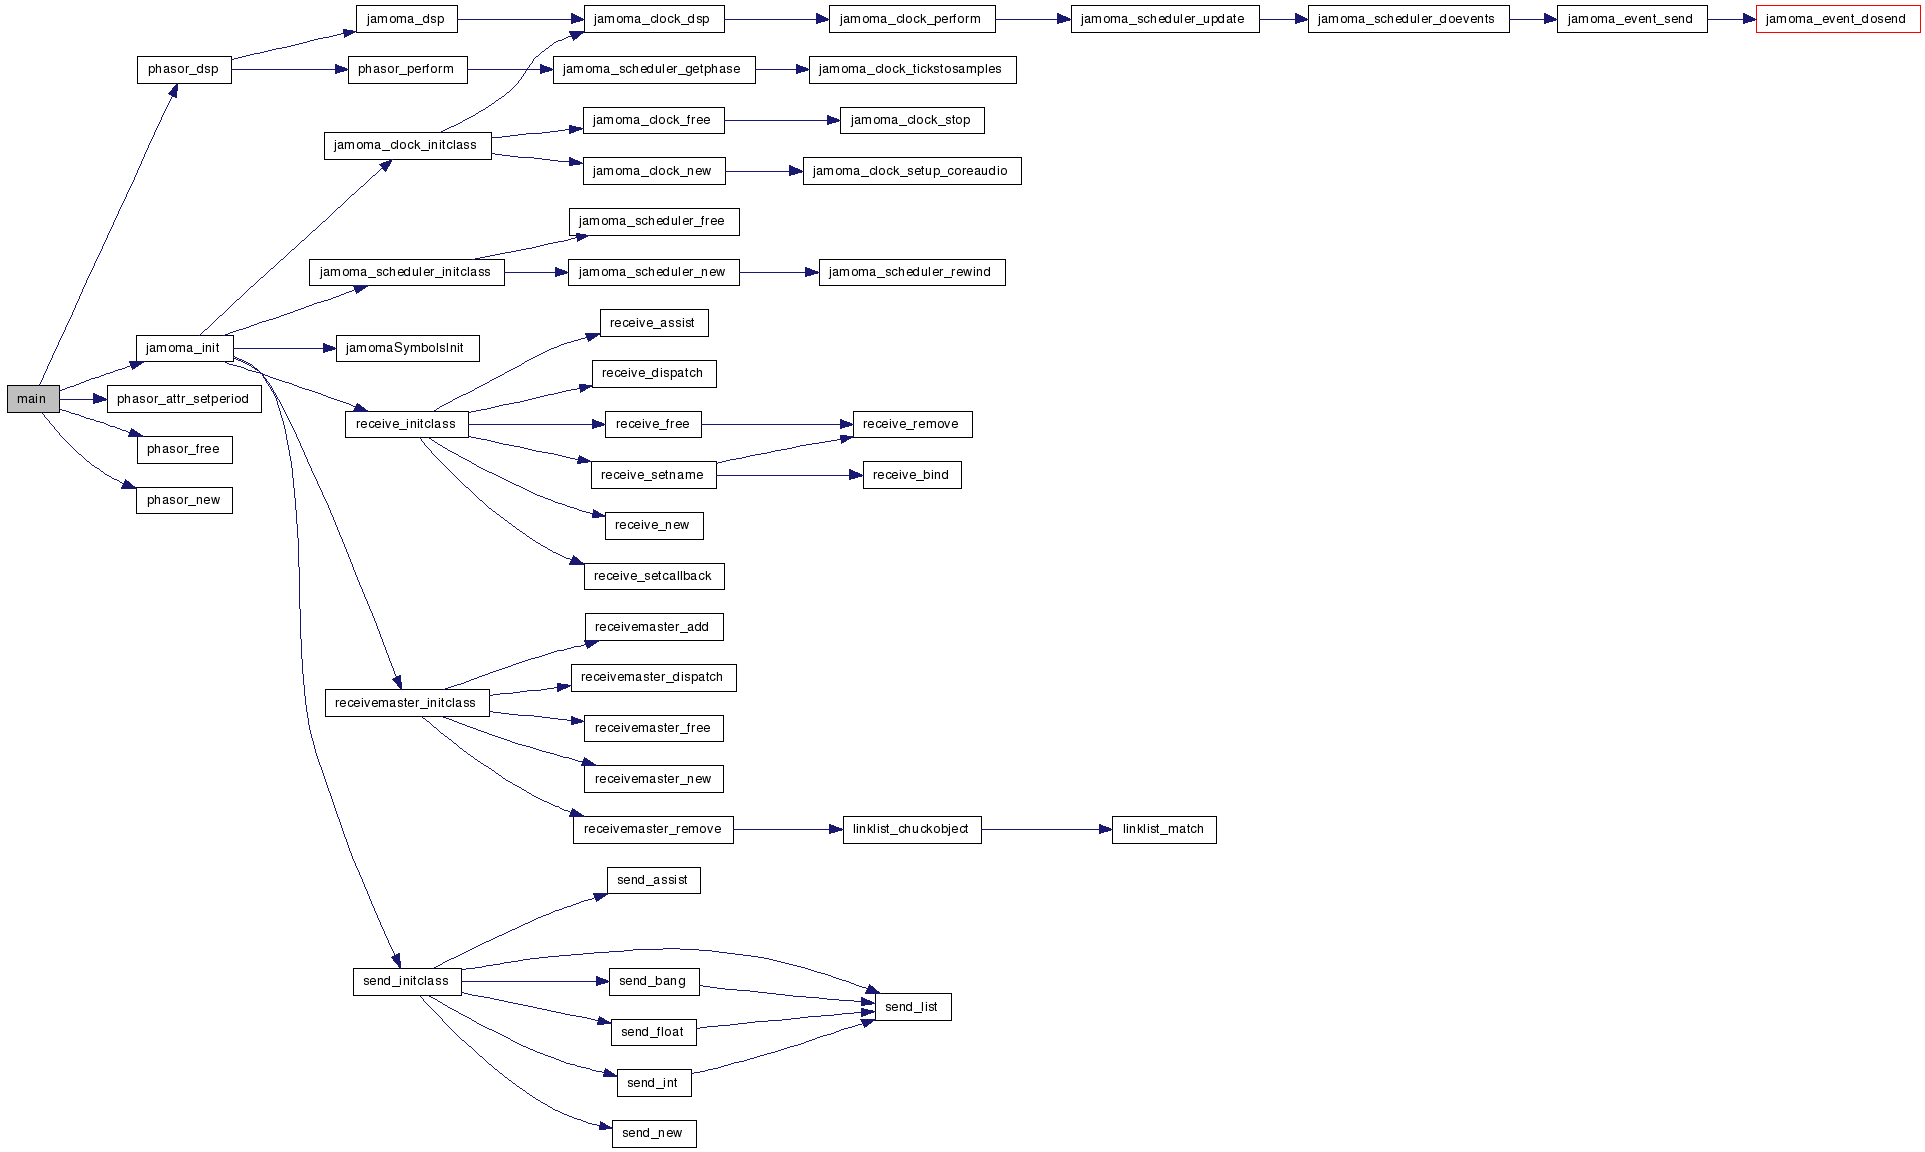 jamoma_dsp
jamoma_clock_dsp
jamoma_clock_perform
jamoma_scheduler_update
jamoma_scheduler_doevents
jamoma_event_send
jamoma_event_dosend
phasor_dsp
phasor_perform
jamoma_scheduler_getphase
jamoma_clock_tickstosamples
jamoma_clock_free
jamoma_clock_stop
jamoma_clock_initclass
jamoma_clock_new
jamoma_clock_setup_coreaudio
jamoma_scheduler_free
jamoma_scheduler_initclass
jamoma_scheduler_new
jamoma_scheduler_rewind
receive_assist
jamoma_init
jamomaSymbolsInit
receive_dispatch
main
phasor_attr_setperiod
receive_initclass
receive_free
receive_remove
phasor_free
receive_setname
receive_bind
phasor_new
receive_new
receive_setcallback
receivemaster_add
receivemaster_dispatch
receivemaster_initclass
receivemaster_free
receivemaster_new
receivemaster_remove
linklist_chuckobject
linklist_match
send_assist
send_initclass
send_bang
send_list
send_float
send_int
send_new